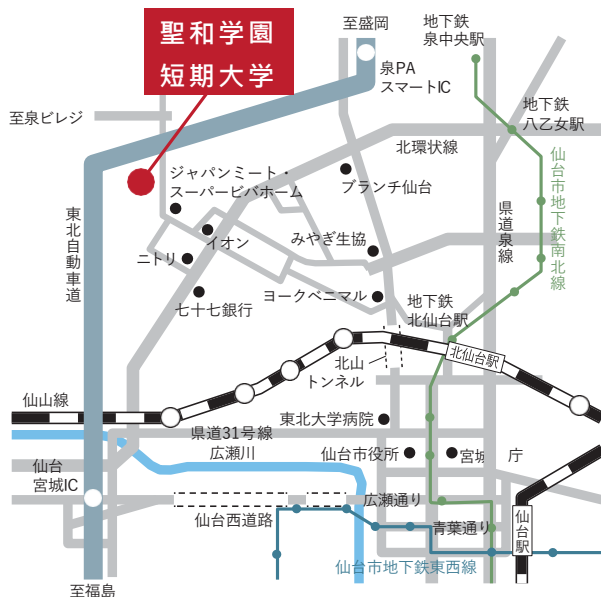 聖和学園
短期大学
至盛岡
地下鉄
泉中央駅
泉PA
スマートIC
地下鉄
八乙女駅
至泉ビレジ
北環状線
仙台市地下鉄南北線
ジャパンミート・
スーパービバホーム
ブランチ仙台
県道泉線
東北自動車道
イオン
みやぎ生協
ニトリ
七十七銀行
ヨークベニマル
地下鉄
北仙台駅
北仙台駅
北山
トンネル
仙山線
東北大学病院
県道31号線
広瀬川
仙台市役所
宮城
庁
仙台
宮城IC
広瀬通り
仙台西道路
青葉通り
仙台駅
仙台市地下鉄東西線
至福島